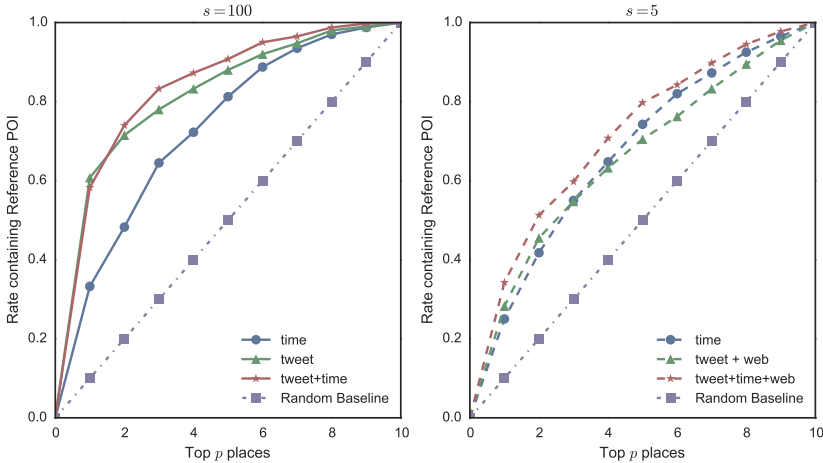 s=100
1.0
0.8
0.6
0.4
0.2
0.0
Rate containing Reference POI
time
tweet
tweet+time
Random Baseline
0 2 4 6 8 10
Top p places
s=5
1.0
0.8
0.6
0.4
0.2
0.0
Rate containing Reference POI
time
tweet + web
tweet+time+web
Random Baseline
0 2 4 6 8 10
Top p places